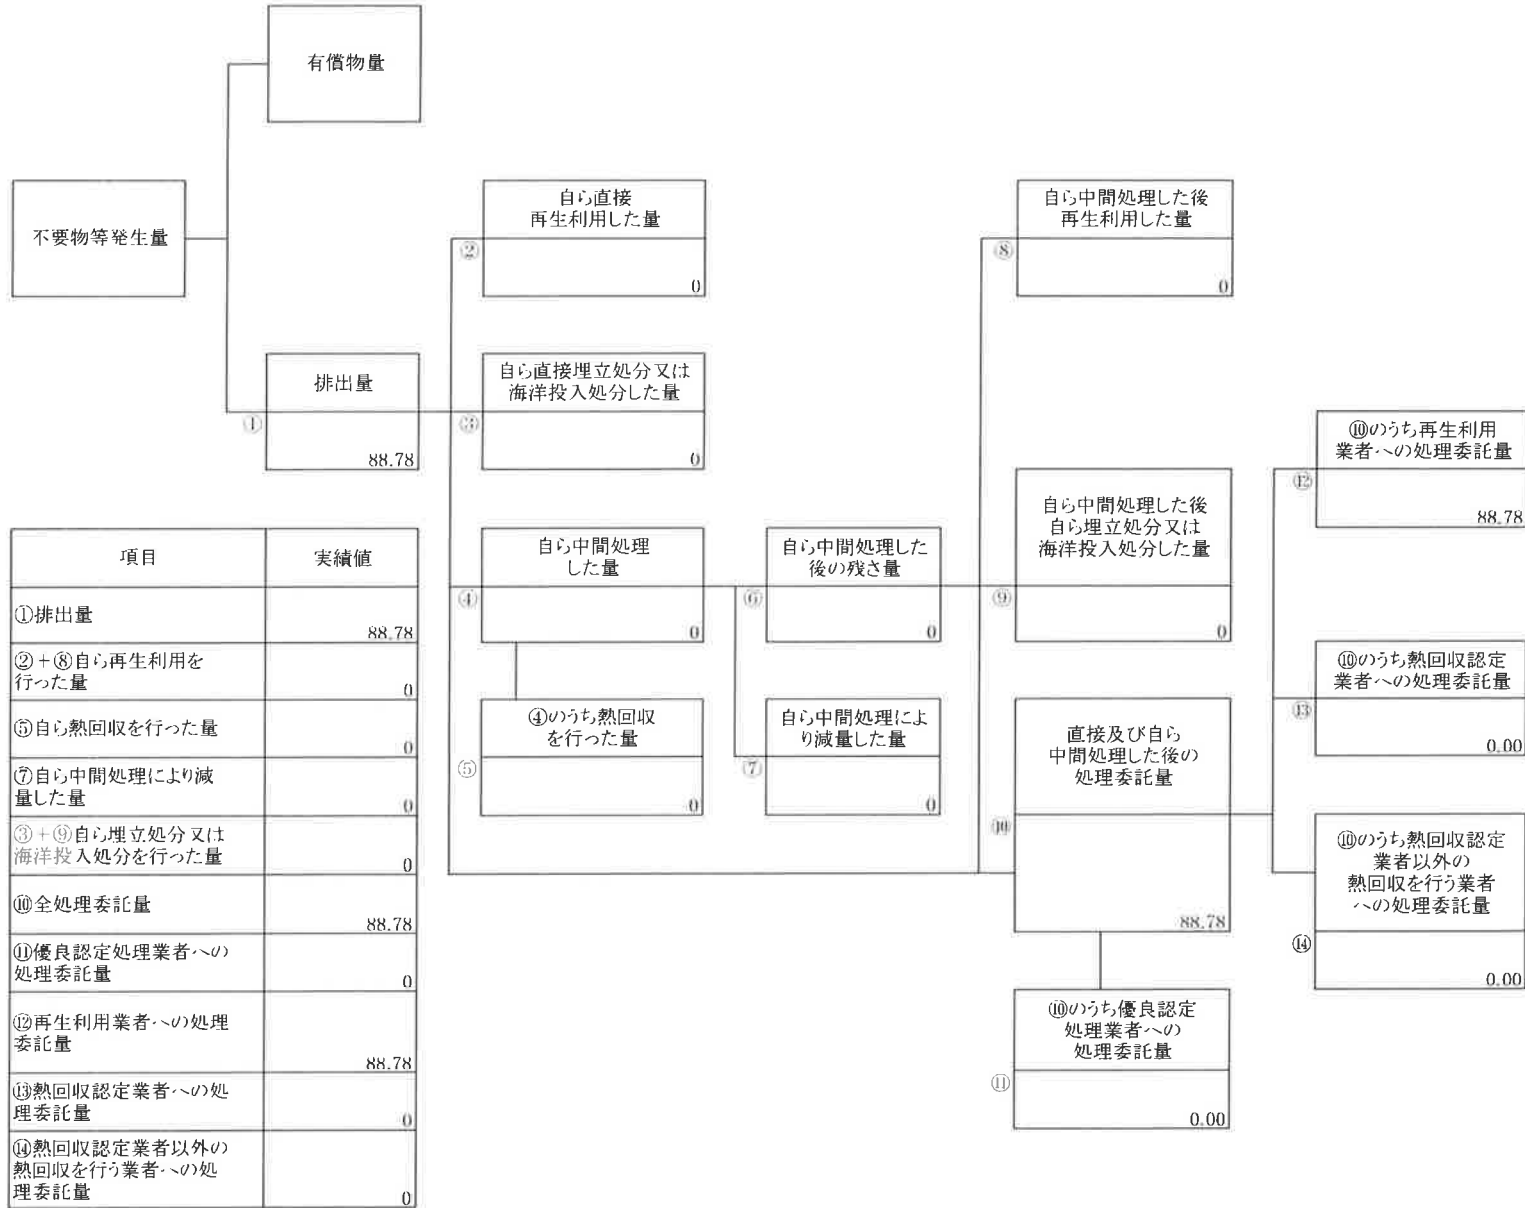 有償物量
不要物等発生量
自ら直接
再生利用した量
②
0
自ら中間処理した後
再生利用した量
⑧
0
排出量
①
88.78
自ら直接埋立処分又は
海洋投入処分した量
③
0
自ら中間処理
した量
④
0
自ら中間処理した
後の残さ量
⑥
0
自ら中間処理した後
自ら埋立処分又は
海洋投入処分した量
⑨
0
④のうち熱回収
を行った量
⑤
0
自ら中間処理によ
り減量した量
⑦
0
直接及び自ら
中間処理した後の
処理委託量
⑩
88.78
⑩のうち優良認定
処理業者への
処理委託量
⑪
0.00
⑩のうち再生利用
業者への処理委託量
⑫
88.78
⑩のうち熱回収認定
業者への処理委託量
⑬
0.00
⑩のうち熱回収認定
業者以外の
熱回収を行う業者
への処理委託量
⑭
0.00
項目 実績値
①排出量
88.78
②+⑧自ら再生利用を
行った量
0
⑤自ら熱回収を行った量
0
⑦自ら中間処理により減
量した量
0
③+⑨自ら埋立処分又は
海洋投入処分を行った量
0
⑩全処理委託量
88.78
⑪優良認定処理業者への
処理委託量
0
⑫再生利用業者への処理
委託量
88.78
⑬熱回収認定業者への処
理委託量
0
⑭熱回収認定業者以外の
熱回収を行う業者への処
理委託量
0